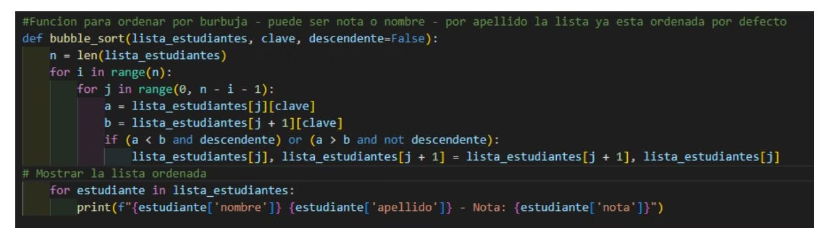 #Funcion para ordenar por burbuja - puede ser nota o nombre - por apellido la lista ya esta ordenada por defecto
def bubble_sort(lista_estudiantes, clave, descendente=False):
    n = len(lista_estudiantes)
    for i in range(n):
        for j in range(0, n - i - 1):
            a = lista_estudiantes[j][clave]
            b = lista_estudiantes[j + 1][clave]
            if (a < b and descendente) or (a > b and not descendente):
                lista_estudiantes[j], lista_estudiantes[j + 1] = lista_estudiantes[j + 1], lista_estudiantes[j]
# Mostrar la lista ordenada
    for estudiante in lista_estudiantes:
        print(f"{estudiante['nombre']} {estudiante['apellido']} - Nota: {estudiante['nota']}")